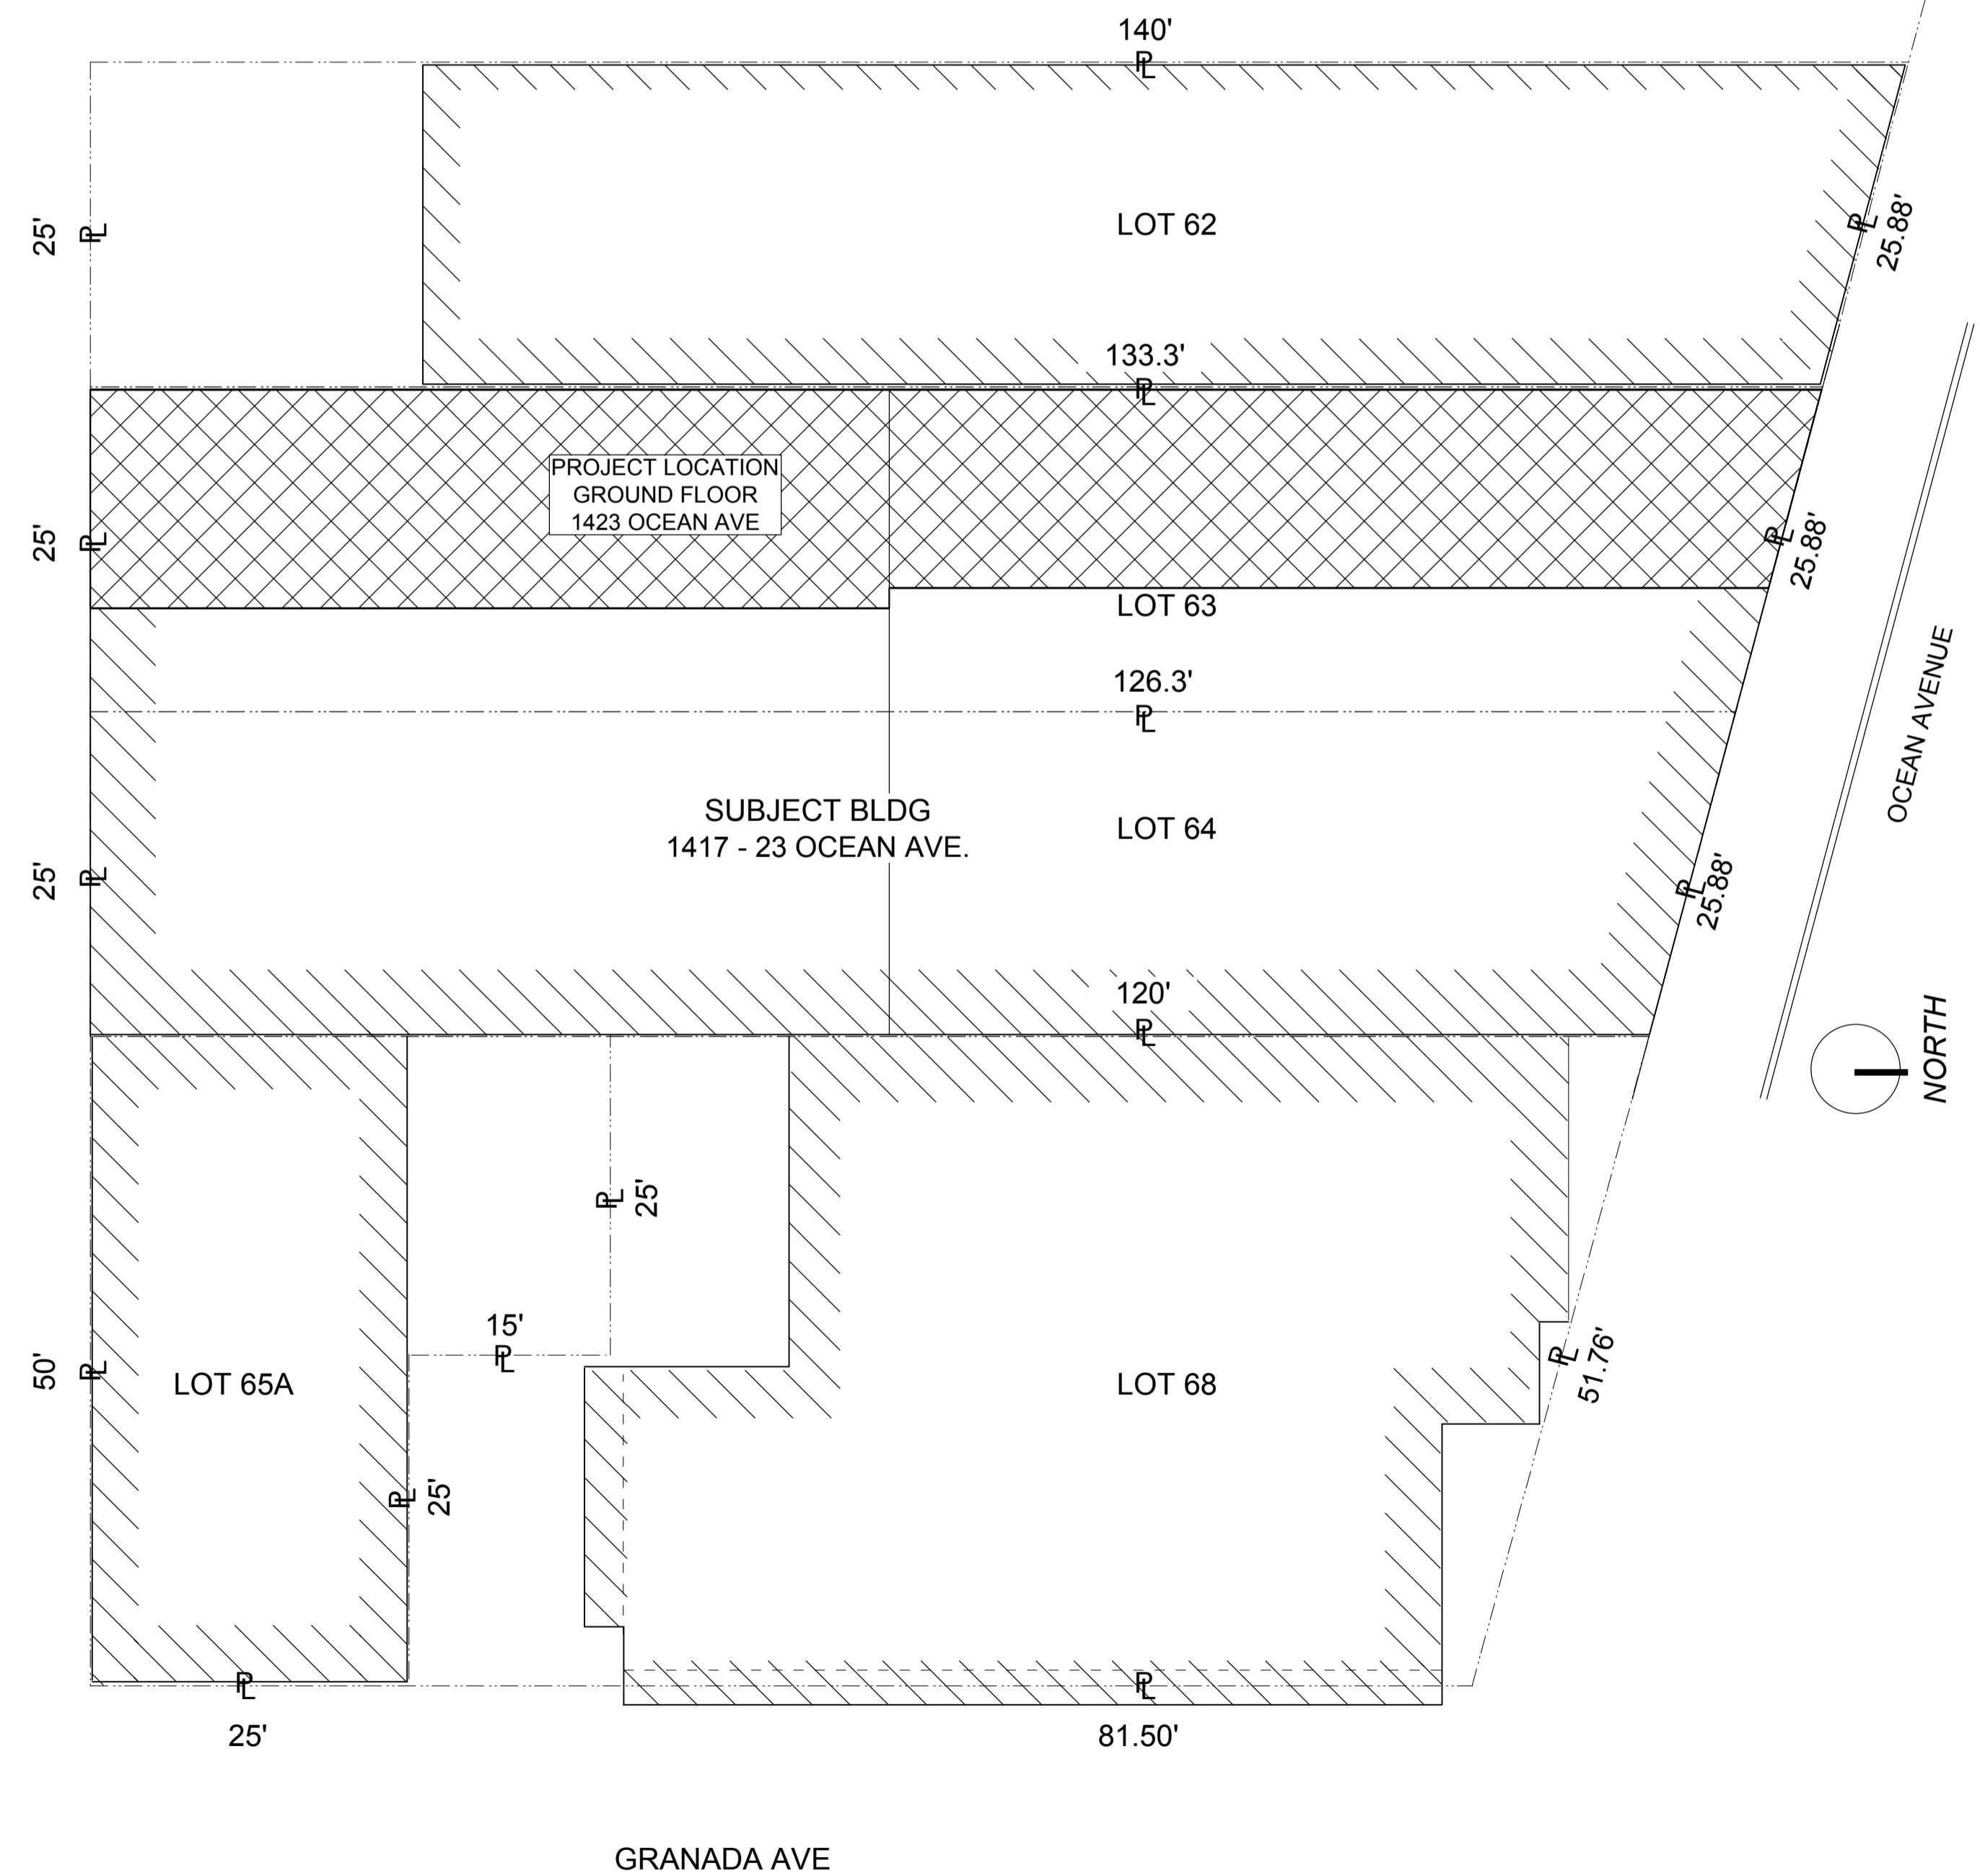 140'
PL
25'
PL
LOT 62
PL
25.88'
133.3'
PL
PROJECT LOCATION
GROUND FLOOR
1423 OCEAN AVE
25'
PL
PL
25.88'
LOT 63
126.3'
PL
OCEAN AVENUE
SUBJECT BLDG
1417 - 23 OCEAN AVE.
LOT 64
25'
PL
PL
25.88'
120'
PL
NORTH
PL
25'
15'
PL
50'
PL
LOT 65A
LOT 68
PL
51.76'
PL
25'
PL
25'
PL
81.50'
GRANADA AVE